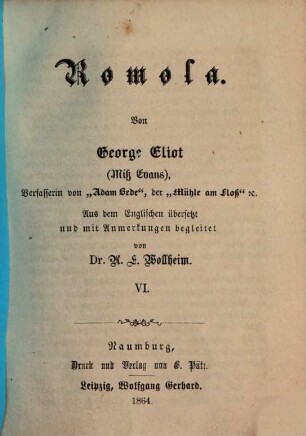 Romola.
Von
George Eliot
(Miß Evans),
Verfasserin von „Adam Bede“, der „Mühle am Floß“ ꝛc.
Aus dem Englischen übersetzt
und mit Anmerkungen begleitet
von
Dr. A. E. Wollheim.
VI.
Naumburg,
Druck und Verlag von G. Pätz.
Leipzig, Wolfgang Gerhard.
1864.